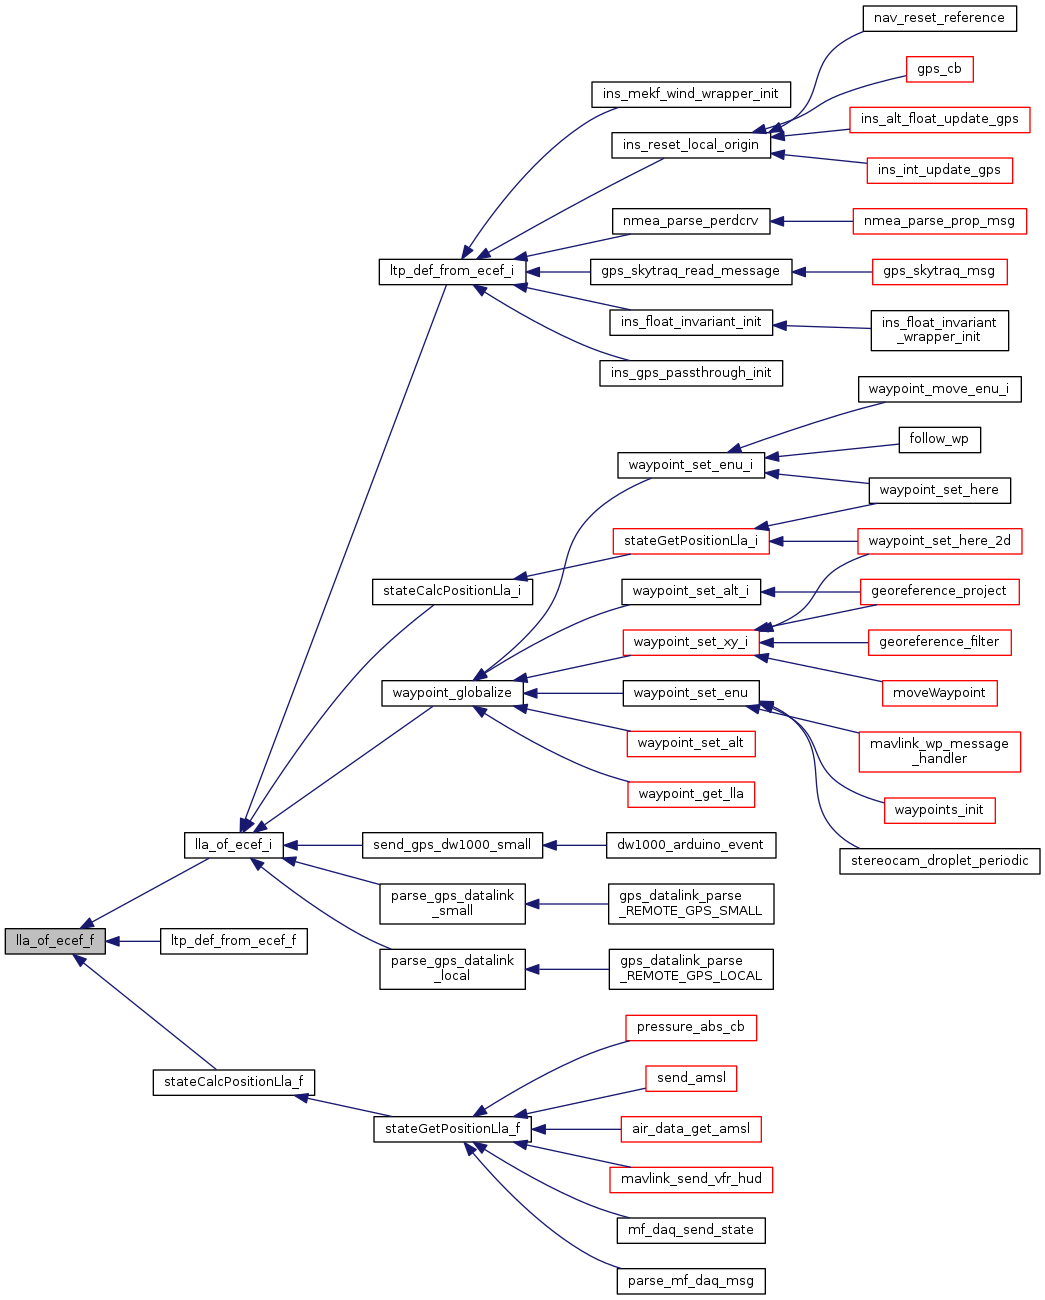 nav_reset_reference
gps_cb
ins_mekf_wind_wrapper_init
ins_alt_float_update_gps
ins_reset_local_origin
ins_int_update_gps
nmea_parse_perdcrv
nmea_parse_prop_msg
ltp_def_from_ecef_i
gps_skytraq_read_message
gps_skytraq_msg
ins_float_invariant_init
ins_float_invariant
_wrapper_init
ins_gps_passthrough_init
waypoint_move_enu_i
follow_wp
waypoint_set_enu_i
waypoint_set_here
stateGetPositionLla_i
waypoint_set_here_2d
stateCalcPositionLla_i
waypoint_set_alt_i
georeference_project
waypoint_set_xy_i
georeference_filter
waypoint_globalize
waypoint_set_enu
moveWaypoint
waypoint_set_alt
mavlink_wp_message
_handler
waypoint_get_lla
waypoints_init
lla_of_ecef_i
send_gps_dw1000_small
dw1000_arduino_event
stereocam_droplet_periodic
parse_gps_datalink
_small
gps_datalink_parse
_REMOTE_GPS_SMALL
lla_of_ecef_f
ltp_def_from_ecef_f
parse_gps_datalink
_local
gps_datalink_parse
_REMOTE_GPS_LOCAL
pressure_abs_cb
stateCalcPositionLla_f
send_amsl
stateGetPositionLla_f
air_data_get_amsl
mavlink_send_vfr_hud
mf_daq_send_state
parse_mf_daq_msg